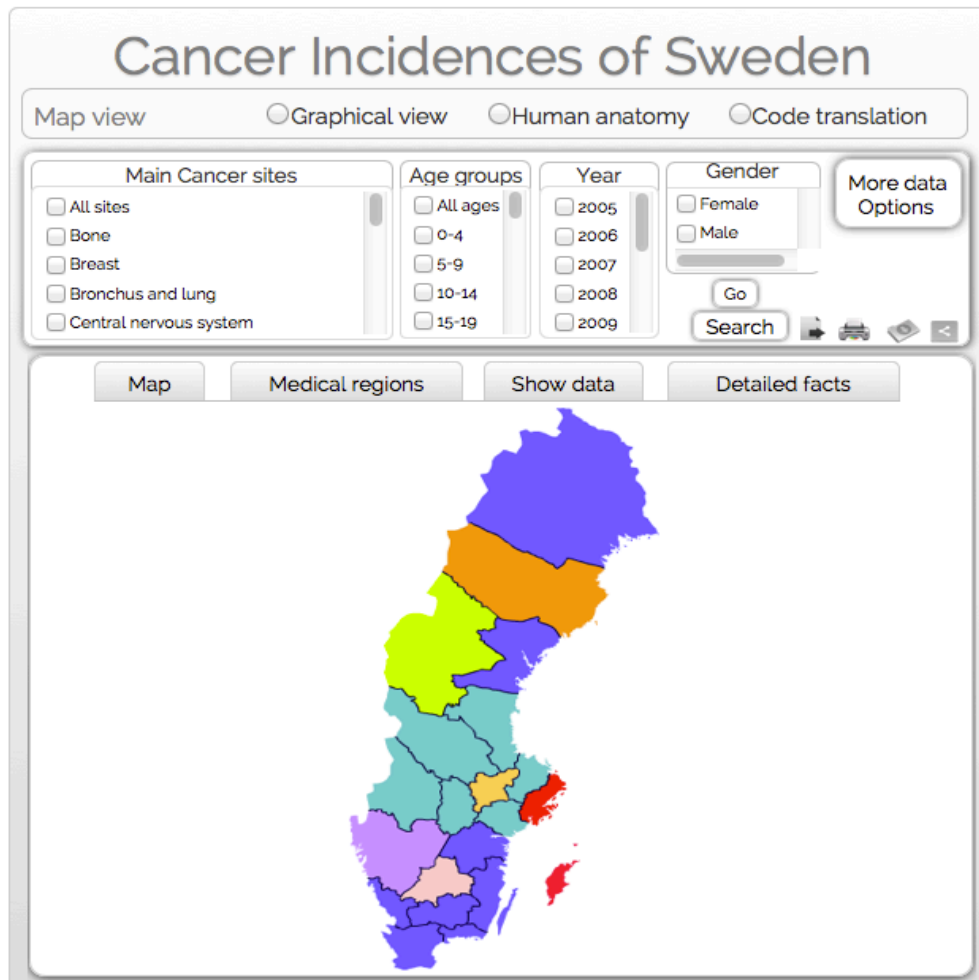 Cancer Incidences of Sweden
Map view Graphical view Human anatomy Code translation
Main Cancer sites
All sites
Bone
Breast
Bronchus and lung
Central nervous system
Age groups
All ages
0-4
5-9
10-14
15-19
Year
2005
2006
2007
2008
2009
Gender
Female
Male
More data
Options
Go
Search
Map Medical regions Show data Detailed facts